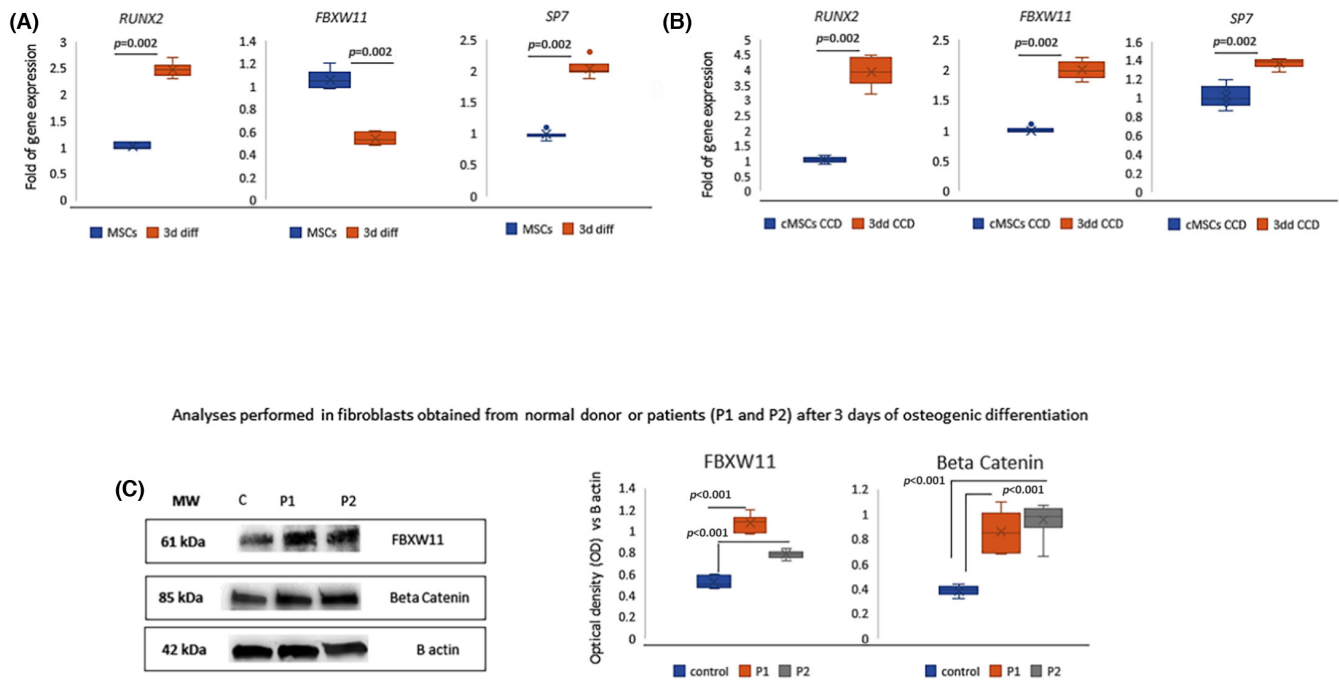 (A)
RUNX2
FBXW11
SP7
Fold of gene expression
3
2.5
2
1.5
1
0.5
0
p=0.002
MSCs 3d diff
1.4
1.2
1
0.8
0.6
0.4
0.2
0
p=0.002
MSCs 3d diff
2.5
2
1.5
1
0.5
0
p=0.002
MSCs 3d diff
(B)
RUNX2
FBXW11
SP7
Fold of gene expression
5
4.5
4
3.5
3
2.5
2
1.5
1
0.5
0
p=0.002
cMSCs CCD 3dd CCD
2.5
2
1.5
1
0.5
0
p=0.002
cMSCs CCD 3dd CCD
1.6
1.4
1.2
1
0.8
0.6
0.4
0.2
0
p=0.002
cMSCs CCD 3dd CCD
Analyses performed in fibroblasts obtained from normal donor or patients (P1 and P2) after 3 days of osteogenic differentiation
(C)
MW C P1 P2
61 kDa FBXW11
85 kDa Beta Catenin
42 kDa B actin
FBXW11
Optical density (OD) vs B actin
1.4
1.2
1
0.8
0.6
0.4
0.2
0
p<0.001
p<0.001
control P1 P2
Beta Catenin
1.2
1
0.8
0.6
0.4
0.2
0
p<0.001
p<0.001
control P1 P2